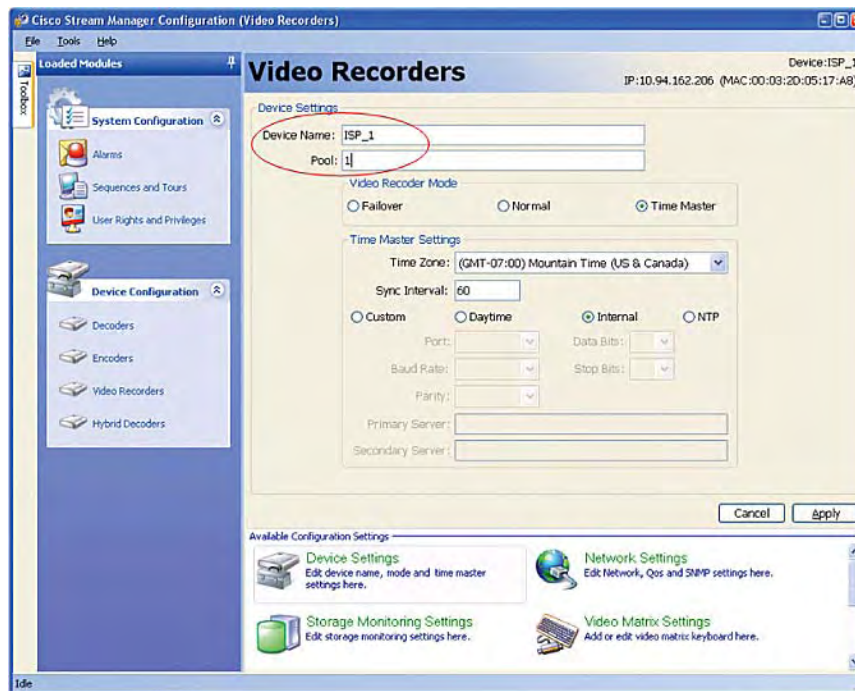 Cisco Stream Manager Configuration (Video Recorders)
File Tools Help
Toolbox
Loaded Modules
System Configuration
Alarms
Sequences and Tours
User Rights and Privileges
Device Configuration
Decoders
Encoders
Video Recorders
Hybrid Decoders
Video Recorders
Device:ISP_1
IP:10.94.162.206 (MAC:00:03:2D:05:17:A8)
Device Settings
Device Name: ISP_1
Pool: 1
Video Recoder Mode
Failover Normal Time Master
Time Master Settings
Time Zone: (GMT-07:00) Mountain Time (US & Canada)
Sync Interval: 60
Custom Daytime Internal NTP
Port: Data Bits:
Baud Rate: Stop Bits:
Parity:
Primary Server:
Secondary Server:
Cancel Apply
Available Configuration Settings
Device Settings
Edit device name, mode and time master
settings here.
Network Settings
Edit Network, Qos and SNMP settings here.
Storage Monitoring Settings
Edit storage monitoring settings here.
Video Matrix Settings
Add or edit video matrix keyboard here.
Idle